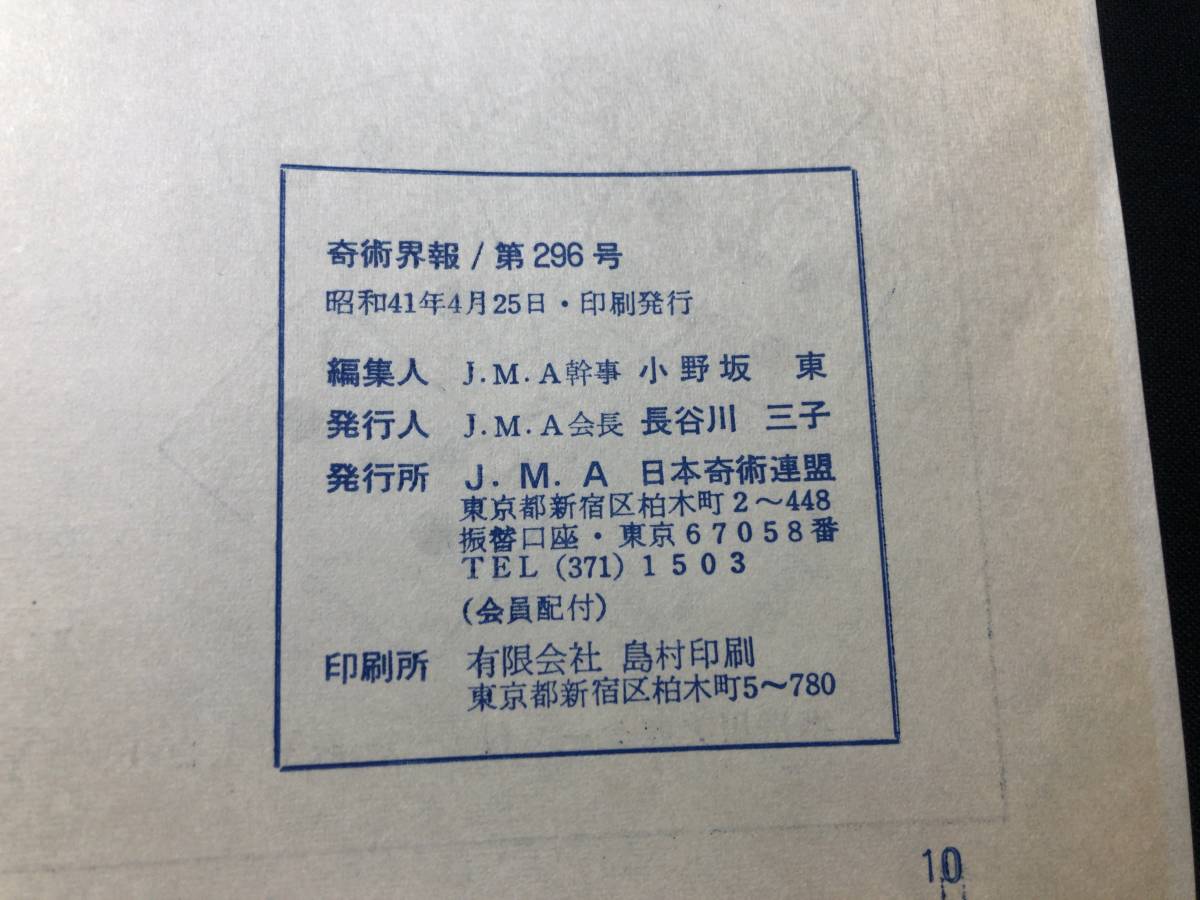 奇術界報/第296号
昭和41年4月25日・印刷発行
編集人 J.M.A幹事 小野坂 東
発行人 J.M.A会長 長谷川 三子
発行所 J.M.A 日本奇術連盟
東京都新宿区柏木町2〜448
振替口座・東京67058番
TEL(371)1503
(会員配付)
印刷所 有限会社 島村印刷
東京都新宿区柏木町5〜780
10